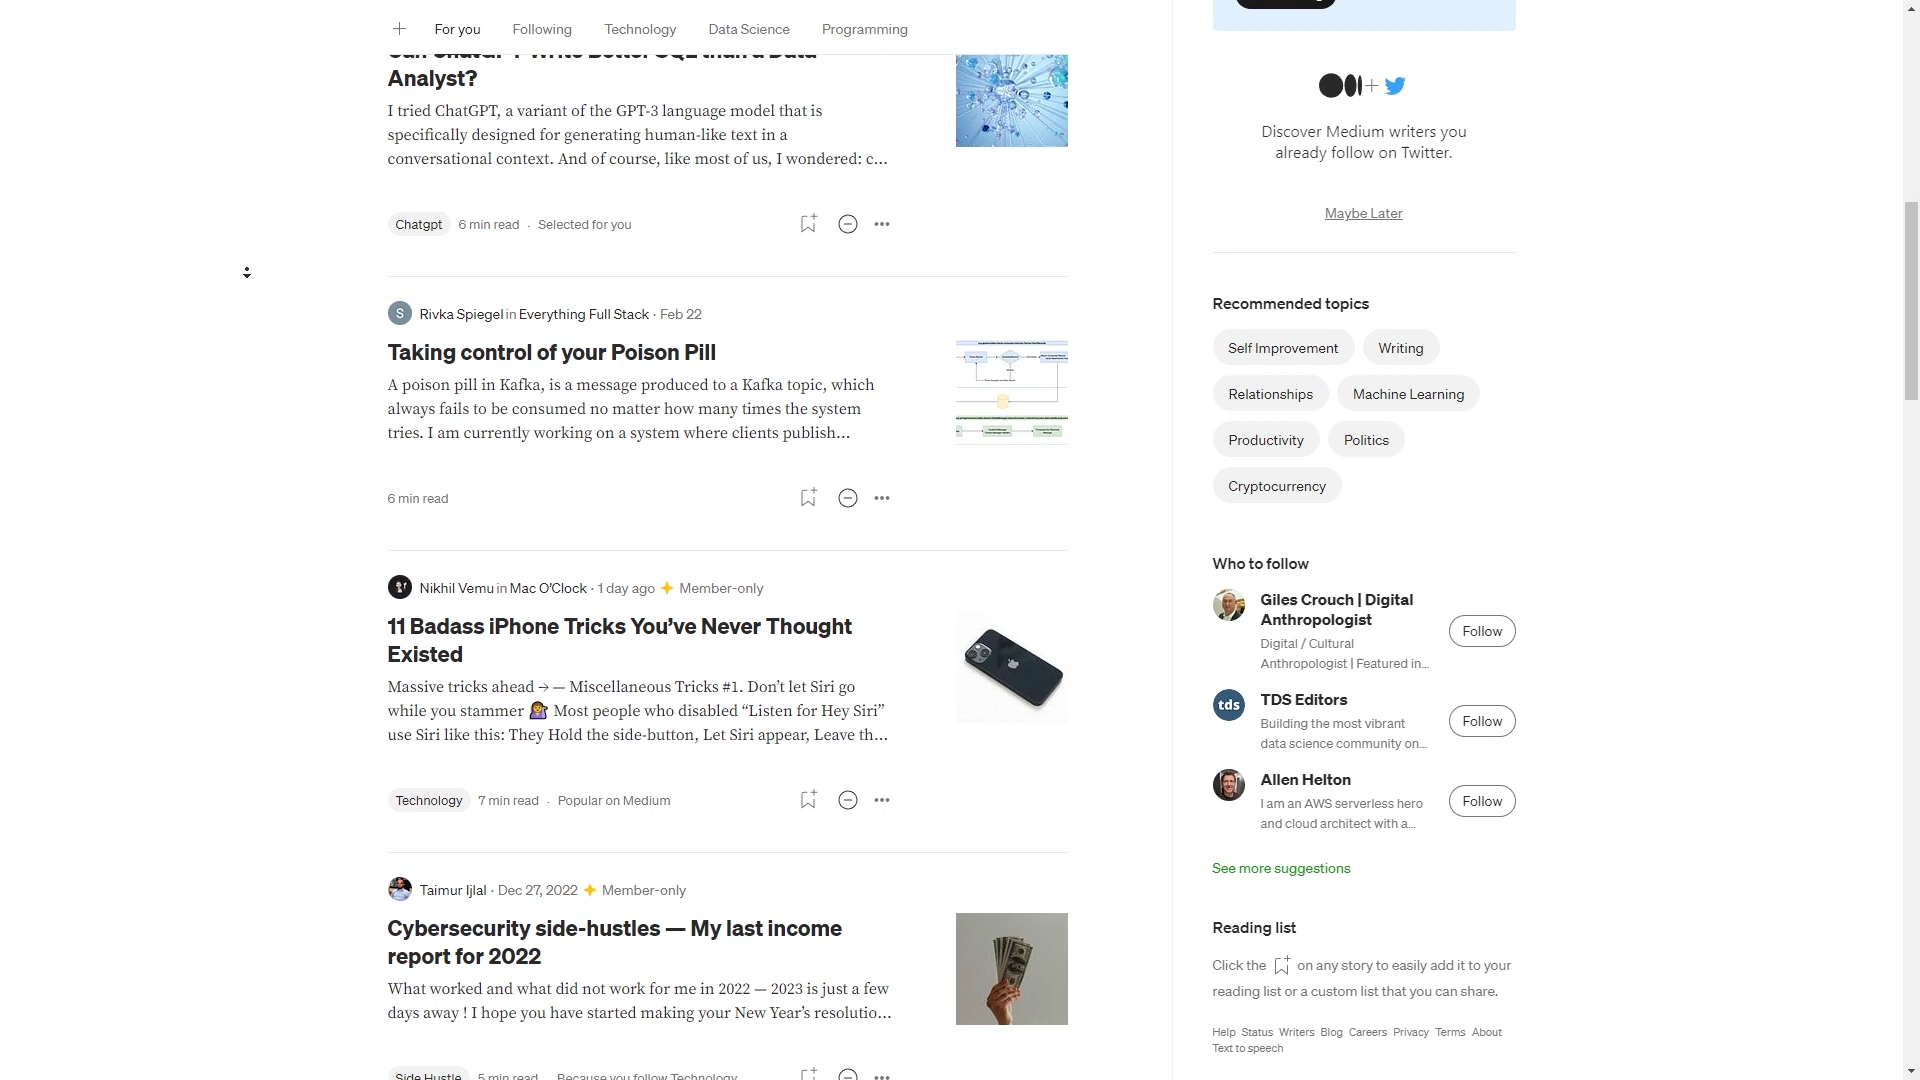 For you
Following
Technology
Data Science
Programming
Analyst?
I tried ChatGPT, a variant of the GPT-3 language model that is
specifically designed for generating human-like text in a
conversational context. And of course, like most of us, I wondered: c...
Chatgpt 6 min read · Selected for you
S Rivka Spiegel in Everything Full Stack · Feb 22
Taking control of your Poison Pill
A poison pill in Kafka, is a message produced to a Kafka topic, which
always fails to be consumed no matter how many times the system
tries. I am currently working on a system where clients publish...
6 min read
Nikhil Vemu in Mac O’Clock · 1 day ago Member-only
11 Badass iPhone Tricks You’ve Never Thought
Existed
Massive tricks ahead → — Miscellaneous Tricks #1. Don’t let Siri go
while you stammer 🤷‍♀️ Most people who disabled “Listen for Hey Siri”
use Siri like this: They Hold the side-button, Let Siri appear, Leave th...
Technology 7 min read · Popular on Medium
Taimur Ijlal · Dec 27, 2022 Member-only
Cybersecurity side-hustles — My last income
report for 2022
What worked and what did not work for me in 2022 — 2023 is just a few
days away ! I hope you have started making your New Year’s resolutio...
Side Hustle 5 min read · Because you follow Technology
Discover Medium writers you
already follow on Twitter.
Maybe Later
Recommended topics
Self Improvement Writing
Relationships Machine Learning
Productivity Politics
Cryptocurrency
Who to follow
Giles Crouch | Digital
Anthropologist
Digital / Cultural
Anthropologist | Featured in...
Follow
tds TDS Editors
Building the most vibrant
data science community on...
Follow
Allen Helton
I am an AWS serverless hero
and cloud architect with a...
Follow
See more suggestions
Reading list
Click the on any story to easily add it to your
reading list or a custom list that you can share.
Help Status Writers Blog Careers Privacy Terms About
Text to speech